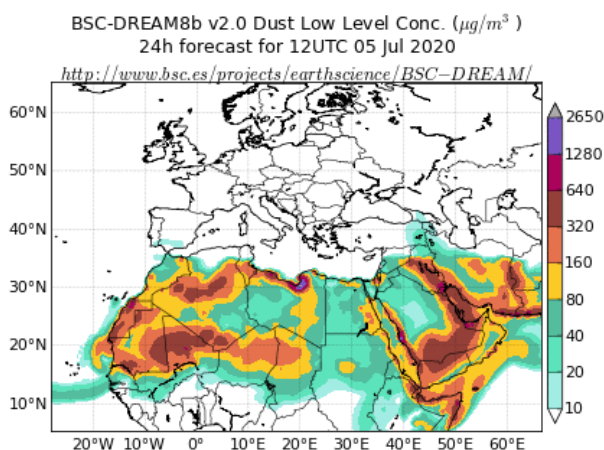 BSC-DREAM8b v2.0 Dust Low Level Conc. (μg/m³ )
24h forecast for 12UTC 05 Jul 2020
http://www.bsc.es/projects/earthscience/BSC−DREAM/
60°N
50°N
40°N
30°N
20°N
10°N
20°W 10°W 0° 10°E 20°E 30°E 40°E 50°E 60°E
2650
1280
640
320
160
80
40
20
10